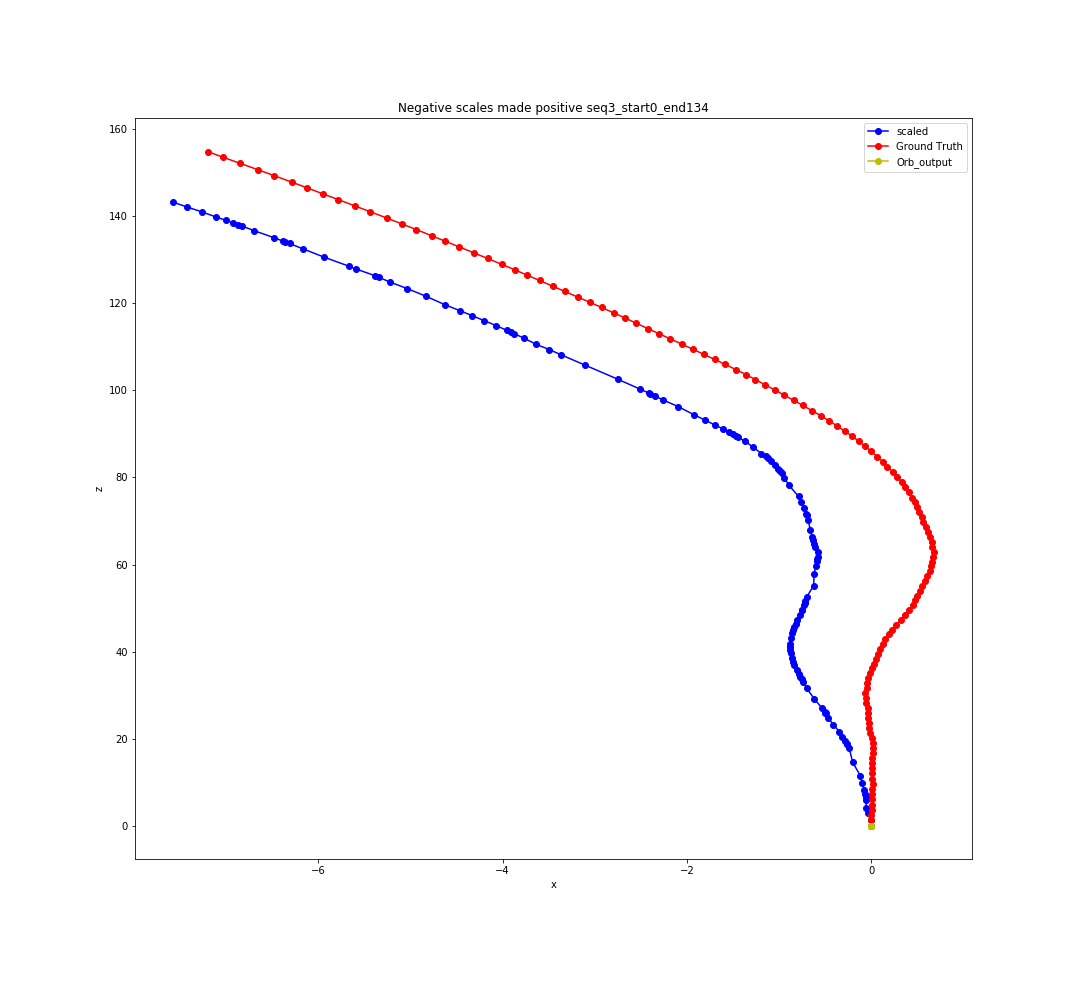 Negative scales made positive seq3_start0_end134
scaled
Ground Truth
Orb_output
160
140
120
100
80
60
40
20
0
z
−6
−4
−2
0
x